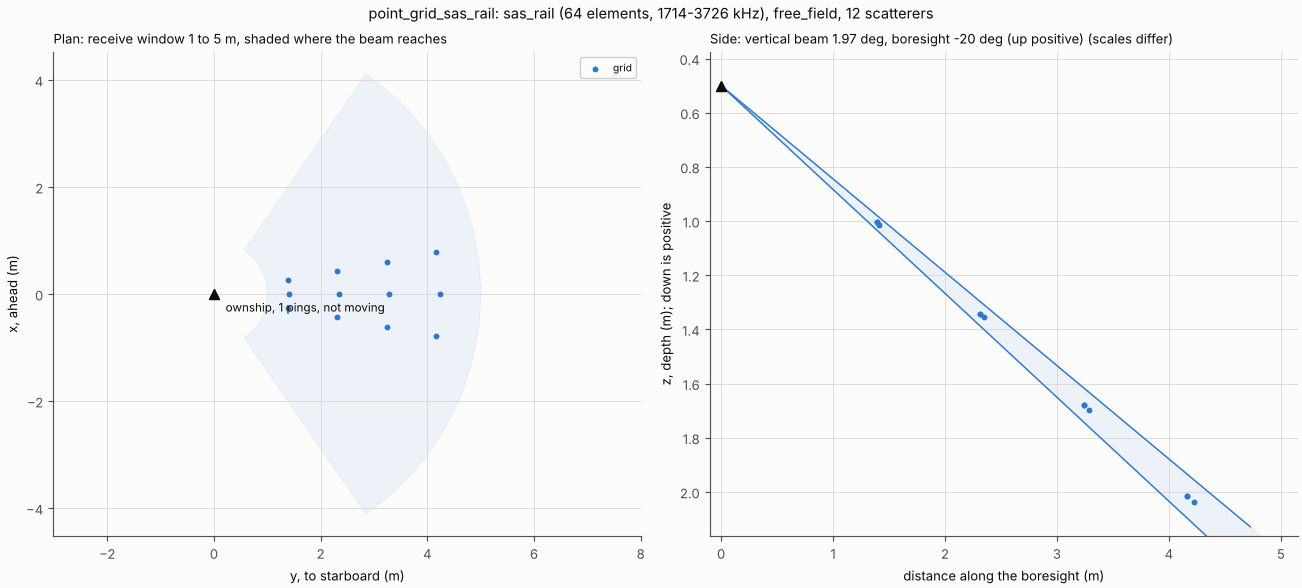 point_grid_sas_rail: sas_rail (64 elements, 1714-3726 kHz), free_field, 12 scatterers
Plan: receive window 1 to 5 m, shaded where the beam reaches
grid
4
2
0
−2
−4
x, ahead (m)
ownship, 1 pings, not moving
−2
0
2
4
6
8
y, to starboard (m)
Side: vertical beam 1.97 deg, boresight -20 deg (up positive) (scales differ)
0.4
0.6
0.8
1.0
1.2
1.4
1.6
1.8
2.0
z, depth (m); down is positive
0
1
2
3
4
5
distance along the boresight (m)